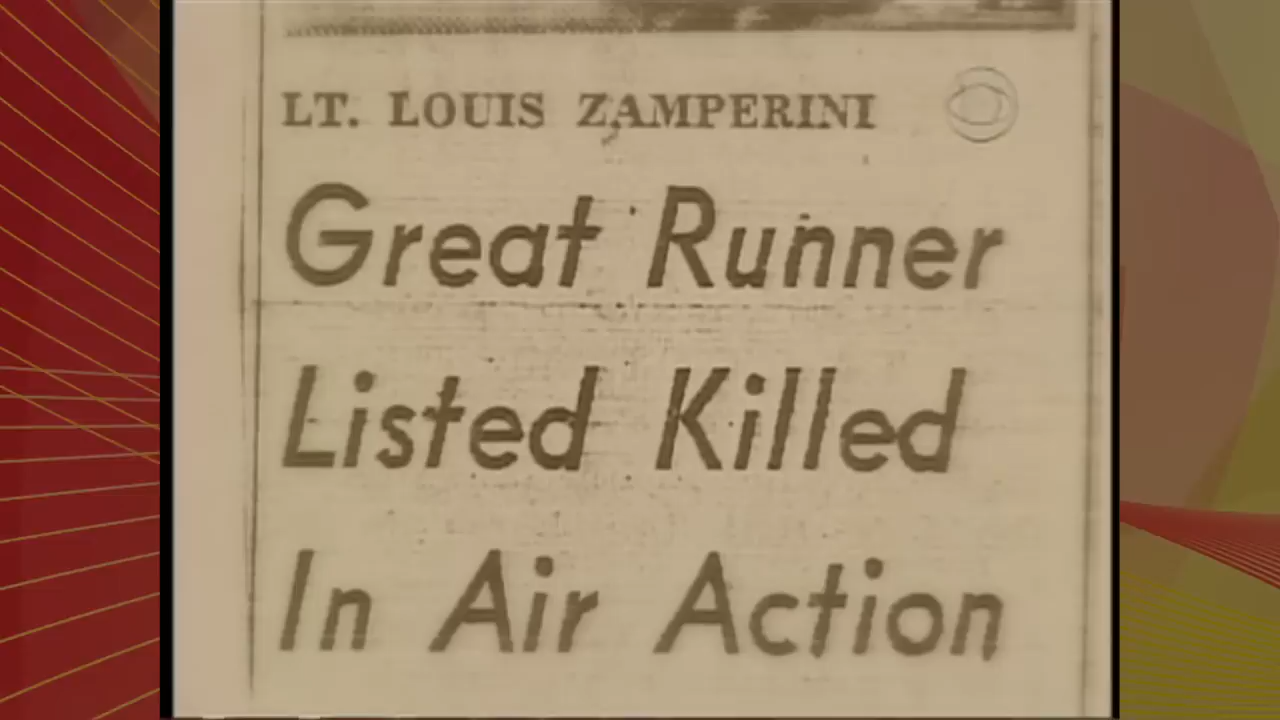 LT. LOUIS ZAMPERINI
Great Runner
Listed Killed
In Air Action